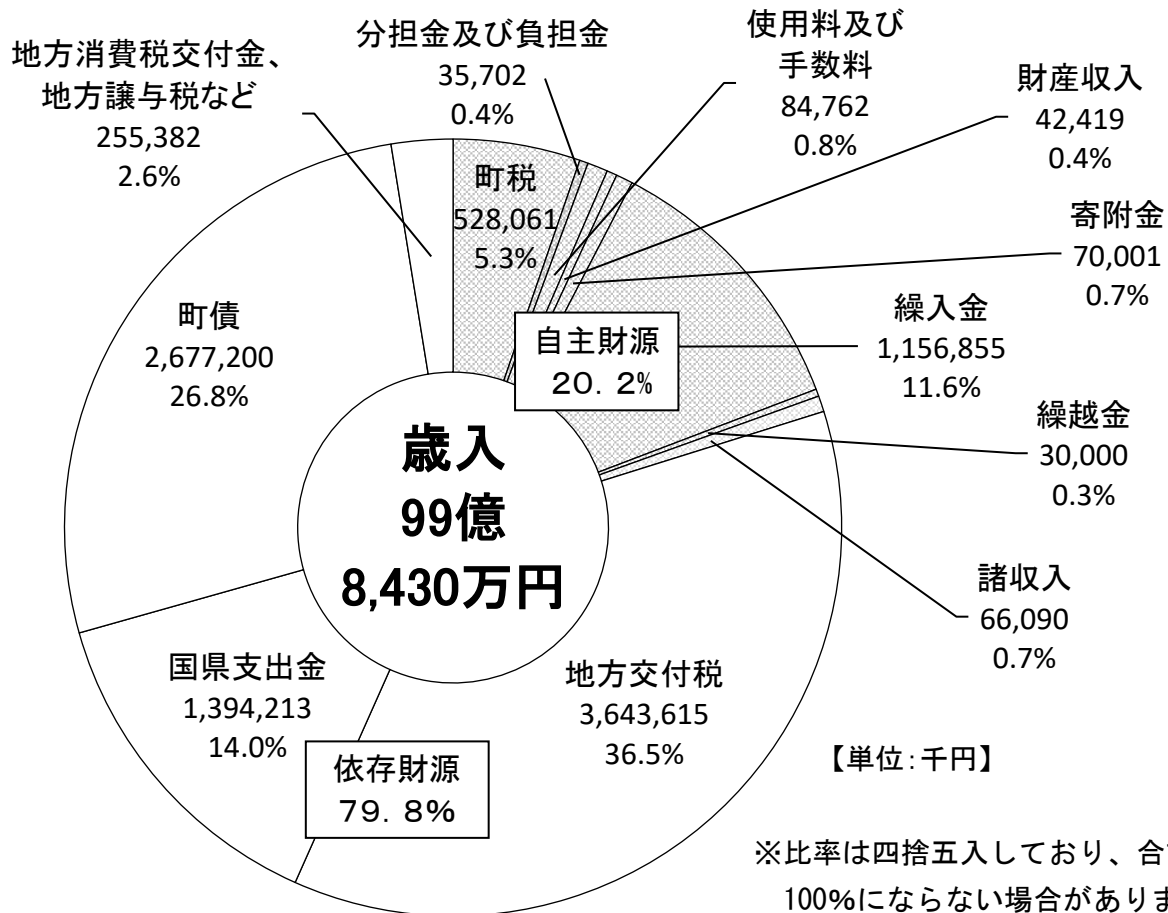 地方消費税交付金、
地方譲与税など
255,382
2.6%
分担金及び負担金
35,702
0.4%
使用料及び
手数料
84,762
0.8%
財産収入
42,419
0.4%
寄附金
70,001
0.7%
町税
528,061
5.3%
自主財源
20.2%
繰入金
1,156,855
11.6%
繰越金
30,000
0.3%
諸収入
66,090
0.7%
町債
2,677,200
26.8%
歳入
99億
8,430万円
国県支出金
1,394,213
14.0%
依存財源
79.8%
地方交付税
3,643,615
36.5%
【単位:千円】
※比率は四捨五入しており、合
100%にならない場合がありま